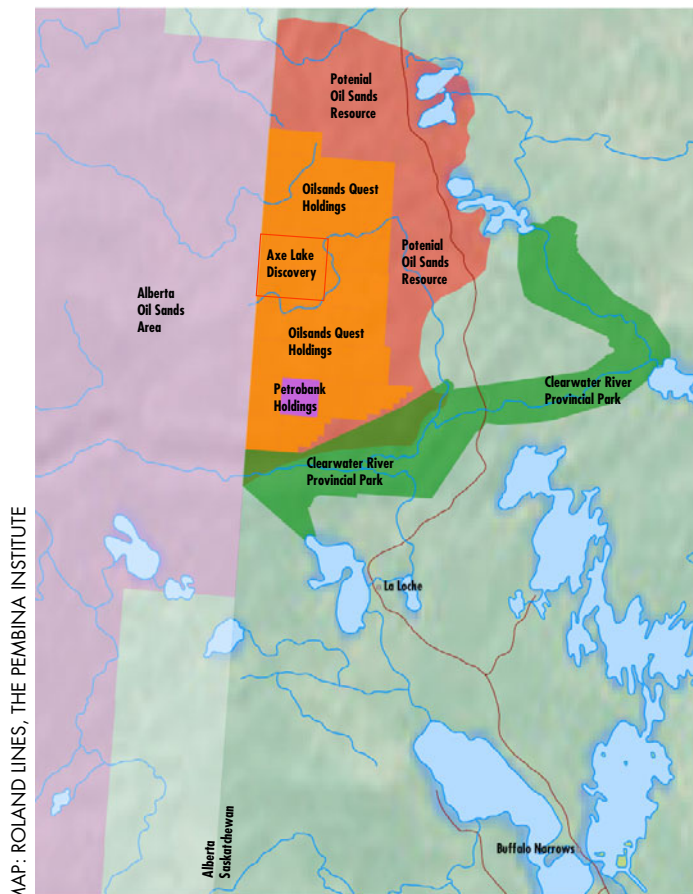 Potenial
Oil Sands
Resource
Oilsands Quest
Holdings
Axe Lake
Discovery
Potenial
Oil Sands
Resource
Alberta
Oil Sands
Area
Oilsands Quest
Holdings
Petrobank
Holdings
Clearwater River
Provincial Park
Clearwater River
Provincial Park
La Loche
Alberta
Saskatchewan
Buffalo Narrows
MAP: ROLAND LINES, THE PEMBINA INSTITUTE